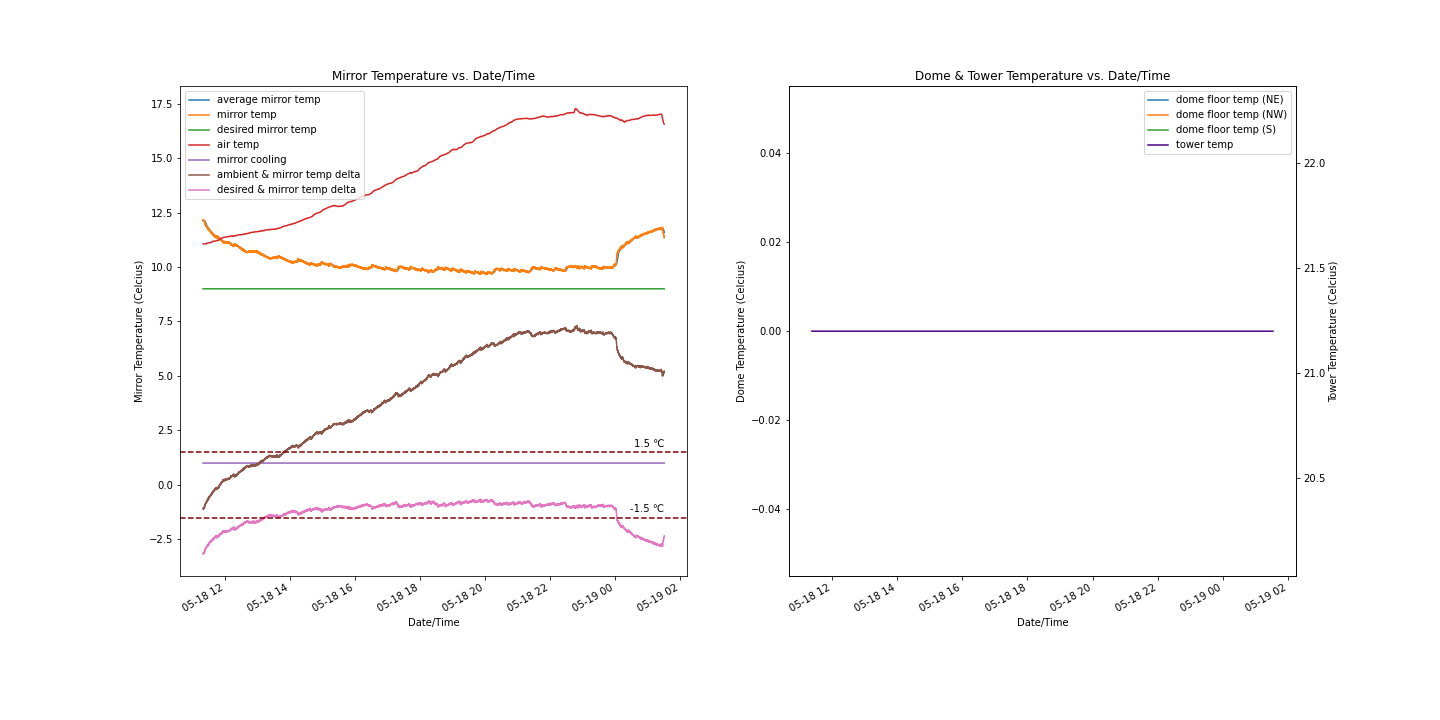 Mirror Temperature vs. Date/Time
average mirror temp
mirror temp
desired mirror temp
air temp
mirror cooling
ambient & mirror temp delta
desired & mirror temp delta
17.5
15.0
12.5
10.0
7.5
5.0
2.5
0.0
−2.5
Mirror Temperature (Celcius)
1.5 °C
-1.5 °C
05-18 12
05-18 14
05-18 16
05-18 18
05-18 20
05-18 22
05-19 00
05-19 02
Date/Time
Dome & Tower Temperature vs. Date/Time
dome floor temp (NE)
dome floor temp (NW)
dome floor temp (S)
tower temp
0.04
0.02
0.00
−0.02
−0.04
Dome Temperature (Celcius)
22.0
21.5
21.0
20.5
Tower Temperature (Celcius)
05-18 12
05-18 14
05-18 16
05-18 18
05-18 20
05-18 22
05-19 00
05-19 02
Date/Time